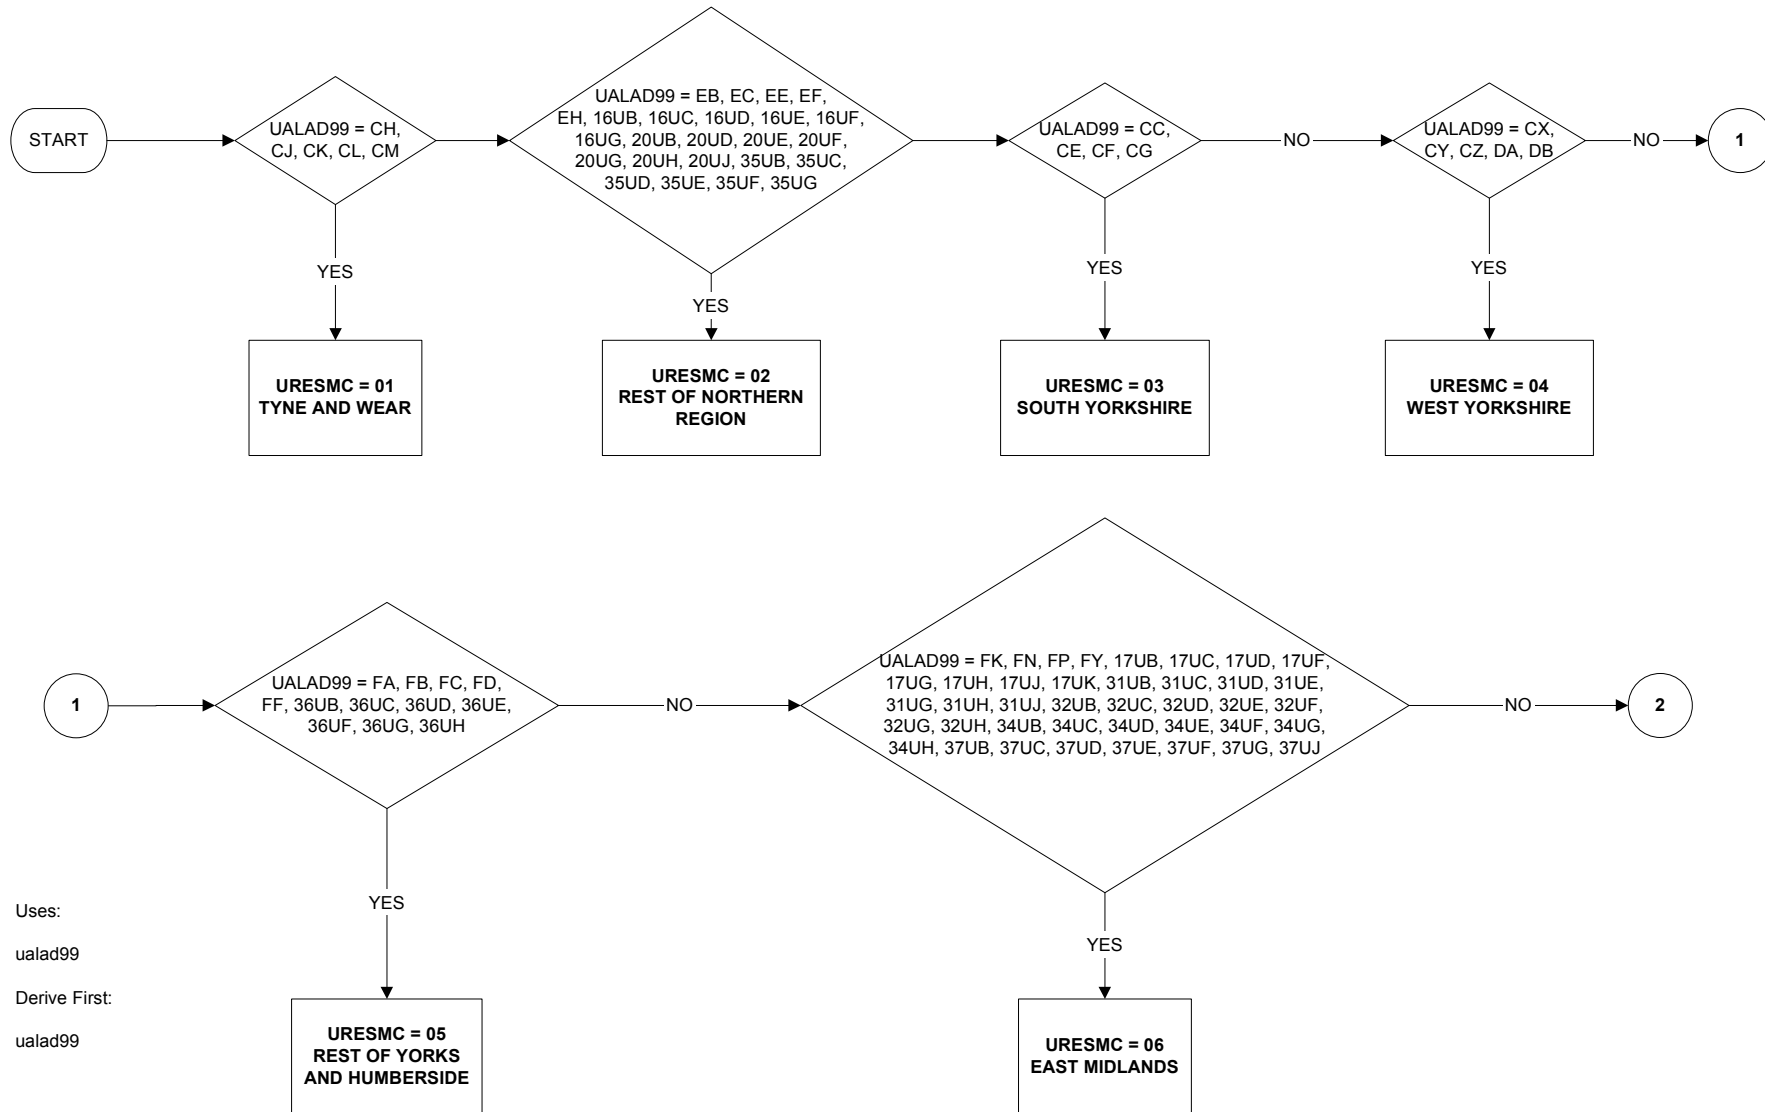 START
UALAD99 = CH,
CJ, CK, CL, CM
UALAD99 = EB, EC, EE, EF,
EH, 16UB, 16UC, 16UD, 16UE, 16UF,
16UG, 20UB, 20UD, 20UE, 20UF,
20UG, 20UH, 20UJ, 35UB, 35UC,
35UD, 35UE, 35UF, 35UG
UALAD99 = CC,
CE, CF, CG
NO
UALAD99 = CX,
CY, CZ, DA, DB
NO
1
YES
YES
YES
YES
URESMC = 01
TYNE AND WEAR
URESMC = 02
REST OF NORTHERN
REGION
URESMC = 03
SOUTH YORKSHIRE
URESMC = 04
WEST YORKSHIRE
1
UALAD99 = FA, FB, FC, FD,
FF, 36UB, 36UC, 36UD, 36UE,
36UF, 36UG, 36UH
NO
UALAD99 = FK, FN, FP, FY, 17UB, 17UC, 17UD, 17UF,
17UG, 17UH, 17UJ, 17UK, 31UB, 31UC, 31UD, 31UE,
31UG, 31UH, 31UJ, 32UB, 32UC, 32UD, 32UE, 32UF,
32UG, 32UH, 34UB, 34UC, 34UD, 34UE, 34UF, 34UG,
34UH, 37UB, 37UC, 37UD, 37UE, 37UF, 37UG, 37UJ
NO
2
YES
YES
Uses:
ualad99
Derive First:
ualad99
URESMC = 05
REST OF YORKS
AND HUMBERSIDE
URESMC = 06
EAST MIDLANDS